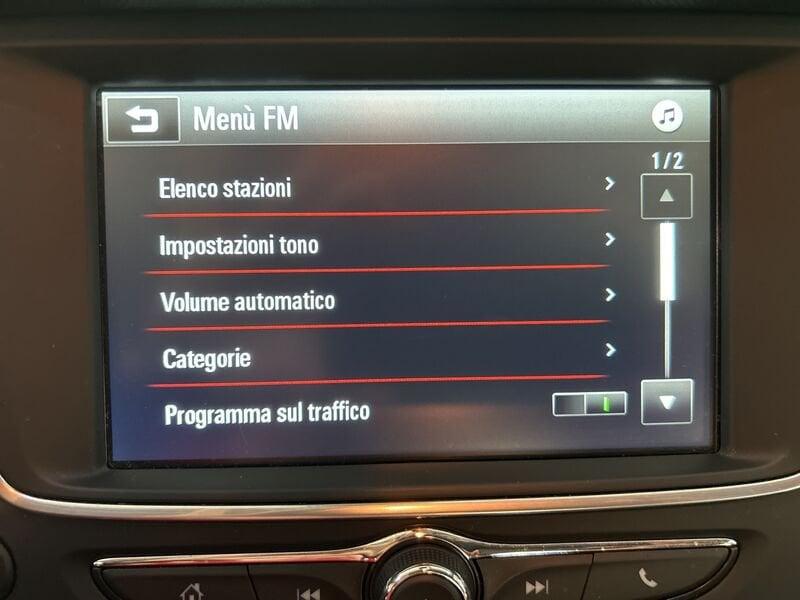 Menù FM
1/2
Elenco stazioni
Impostazioni tono
Volume automatico
Categorie
Programma sul traffico